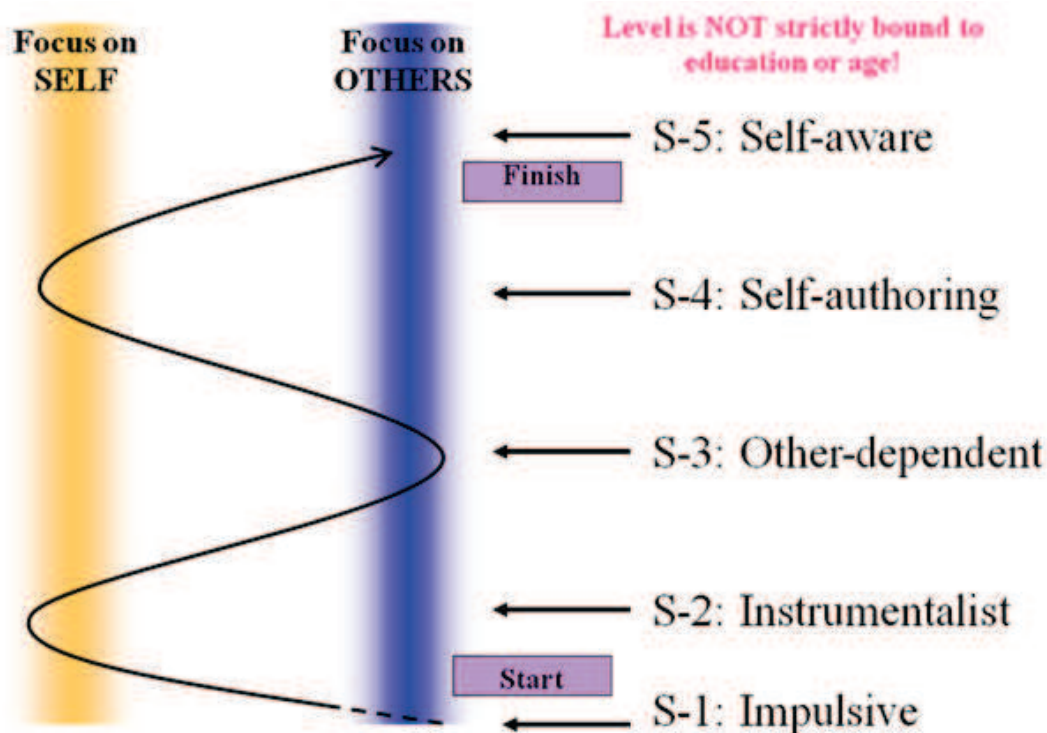 Focus on
SELF
Focus on
OTHERS
Level is NOT strictly bound to
education or age!
S-5: Self-aware
Finish
S-4: Self-authoring
S-3: Other-dependent
S-2: Instrumentalist
Start
S-1: Impulsive